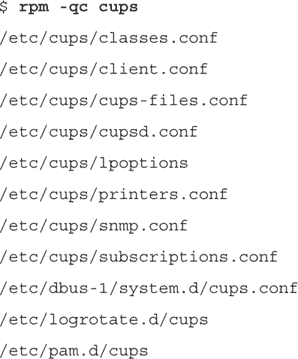 $ rpm -qc cups
/etc/cups/classes.conf
/etc/cups/client.conf
/etc/cups/cups-files.conf
/etc/cups/cupsd.conf
/etc/cups/lpoptions
/etc/cups/printers.conf
/etc/cups/snmp.conf
/etc/cups/subscriptions.conf
/etc/dbus-1/system.d/cups.conf
/etc/logrotate.d/cups
/etc/pam.d/cups